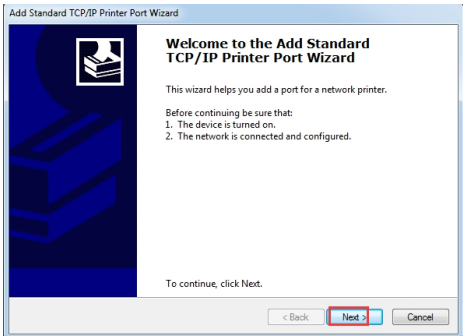 Add Standard TCP/IP Printer Port Wizard
Welcome to the Add Standard
TCP/IP Printer Port Wizard
This wizard helps you add a port for a network printer.
Before continuing be sure that:
1. The device is turned on.
2. The network is connected and configured.
To continue, click Next.
< Back Next > Cancel